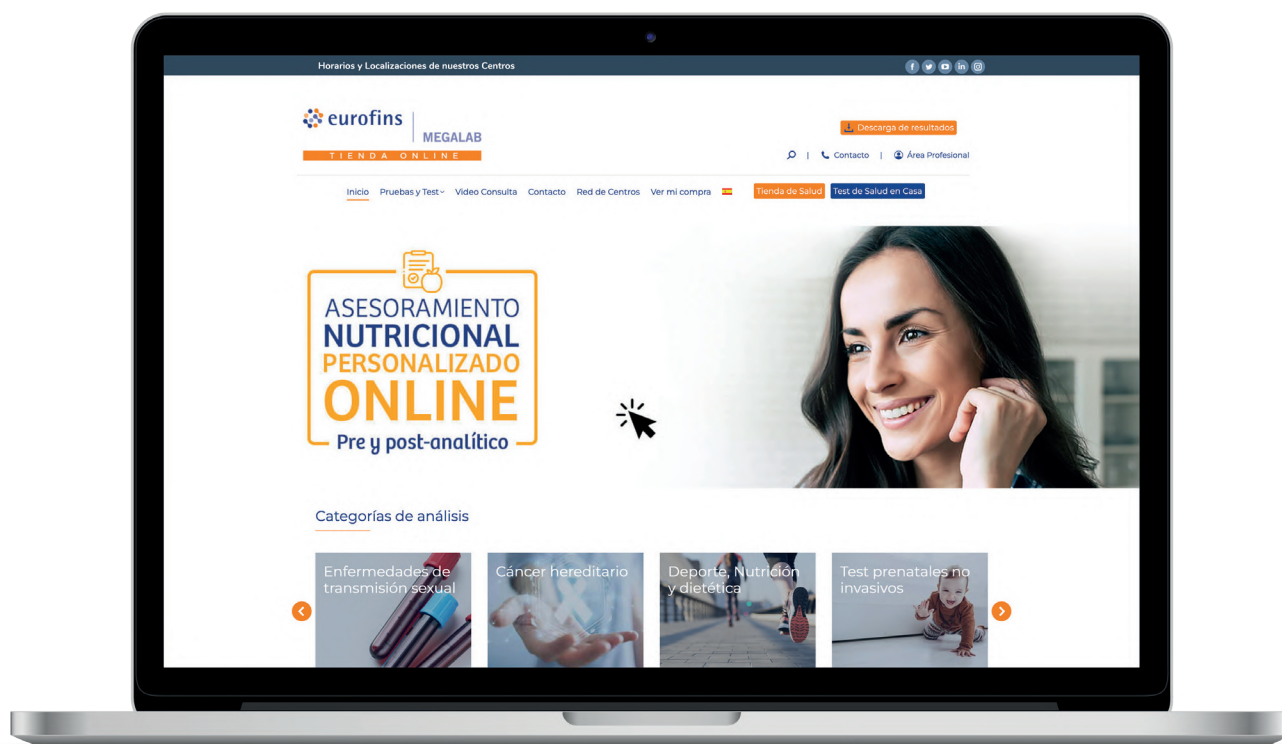 Horarios y Localizaciones de nuestros Centros
eurofins
MEGALAB
TIENDA ONLINE
Descarga de resultados
Contacto | Área Profesional
Inicio Pruebas y Test Video Consulta Contacto Red de Centros Ver mi compra Tienda de Salud Test de Salud en Casa
ASESORAMIENTO
NUTRICIONAL
PERSONALIZADO
ONLINE
Pre y post-analítico
Categorías de análisis
Enfermedades de
transmisión sexual
Cáncer hereditario
Deporte, Nutrición
y dietética
Test prenatales no
invasivos